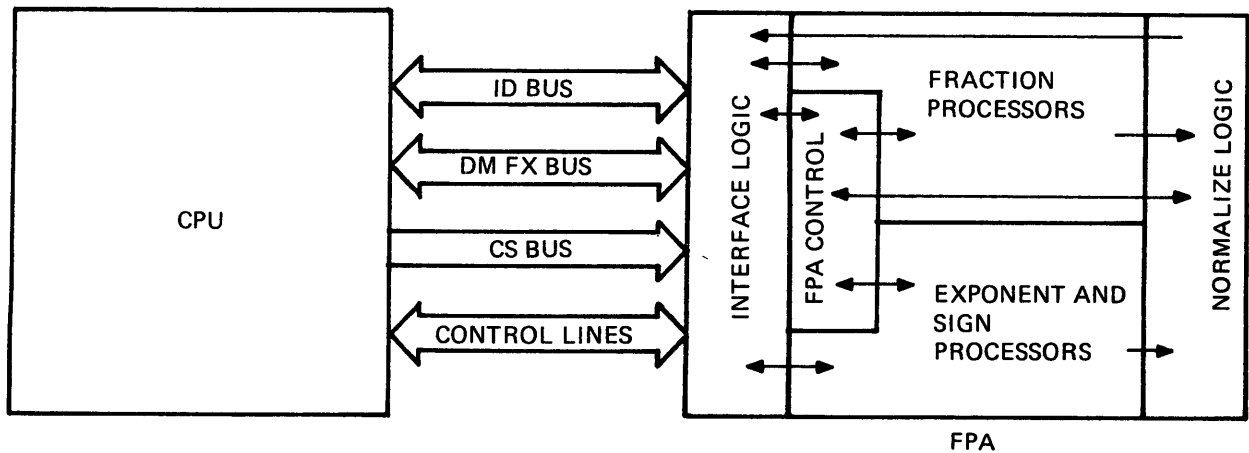 CPU
ID BUS
DM FX BUS
CS BUS
CONTROL LINES
INTERFACE LOGIC
FPA CONTROL
FRACTION
PROCESSORS
EXPONENT AND
SIGN
PROCESSORS
NORMALIZE LOGIC
FPA